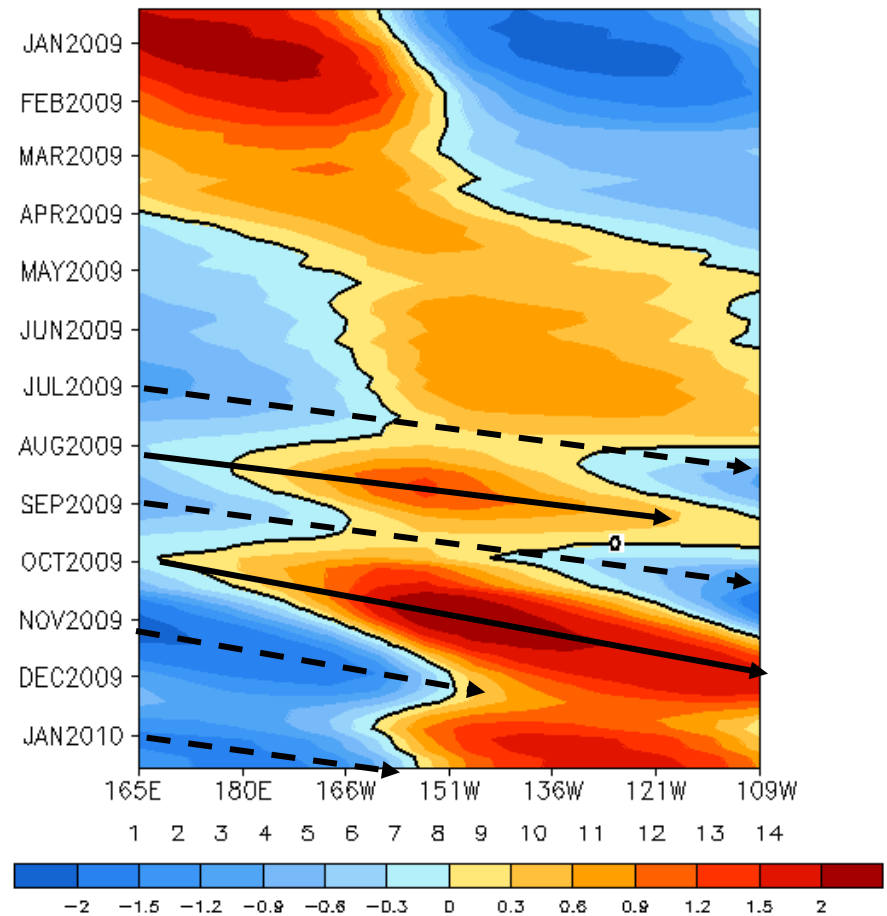 JAN2009
FEB2009
MAR2009
APR2009
MAY2009
JUN2009
JUL2009
AUG2009
SEP2009
0
OCT2009
NOV2009
DEC2009
JAN2010
165E 180E 166W 151W 136W 121W 109W
1 2 3 4 5 6 7 8 9 10 11 12 13 14
-2 -1.5 -1.2 -0.9 -0.6 -0.3 0 0.3 0.6 0.9 1.2 1.5 2